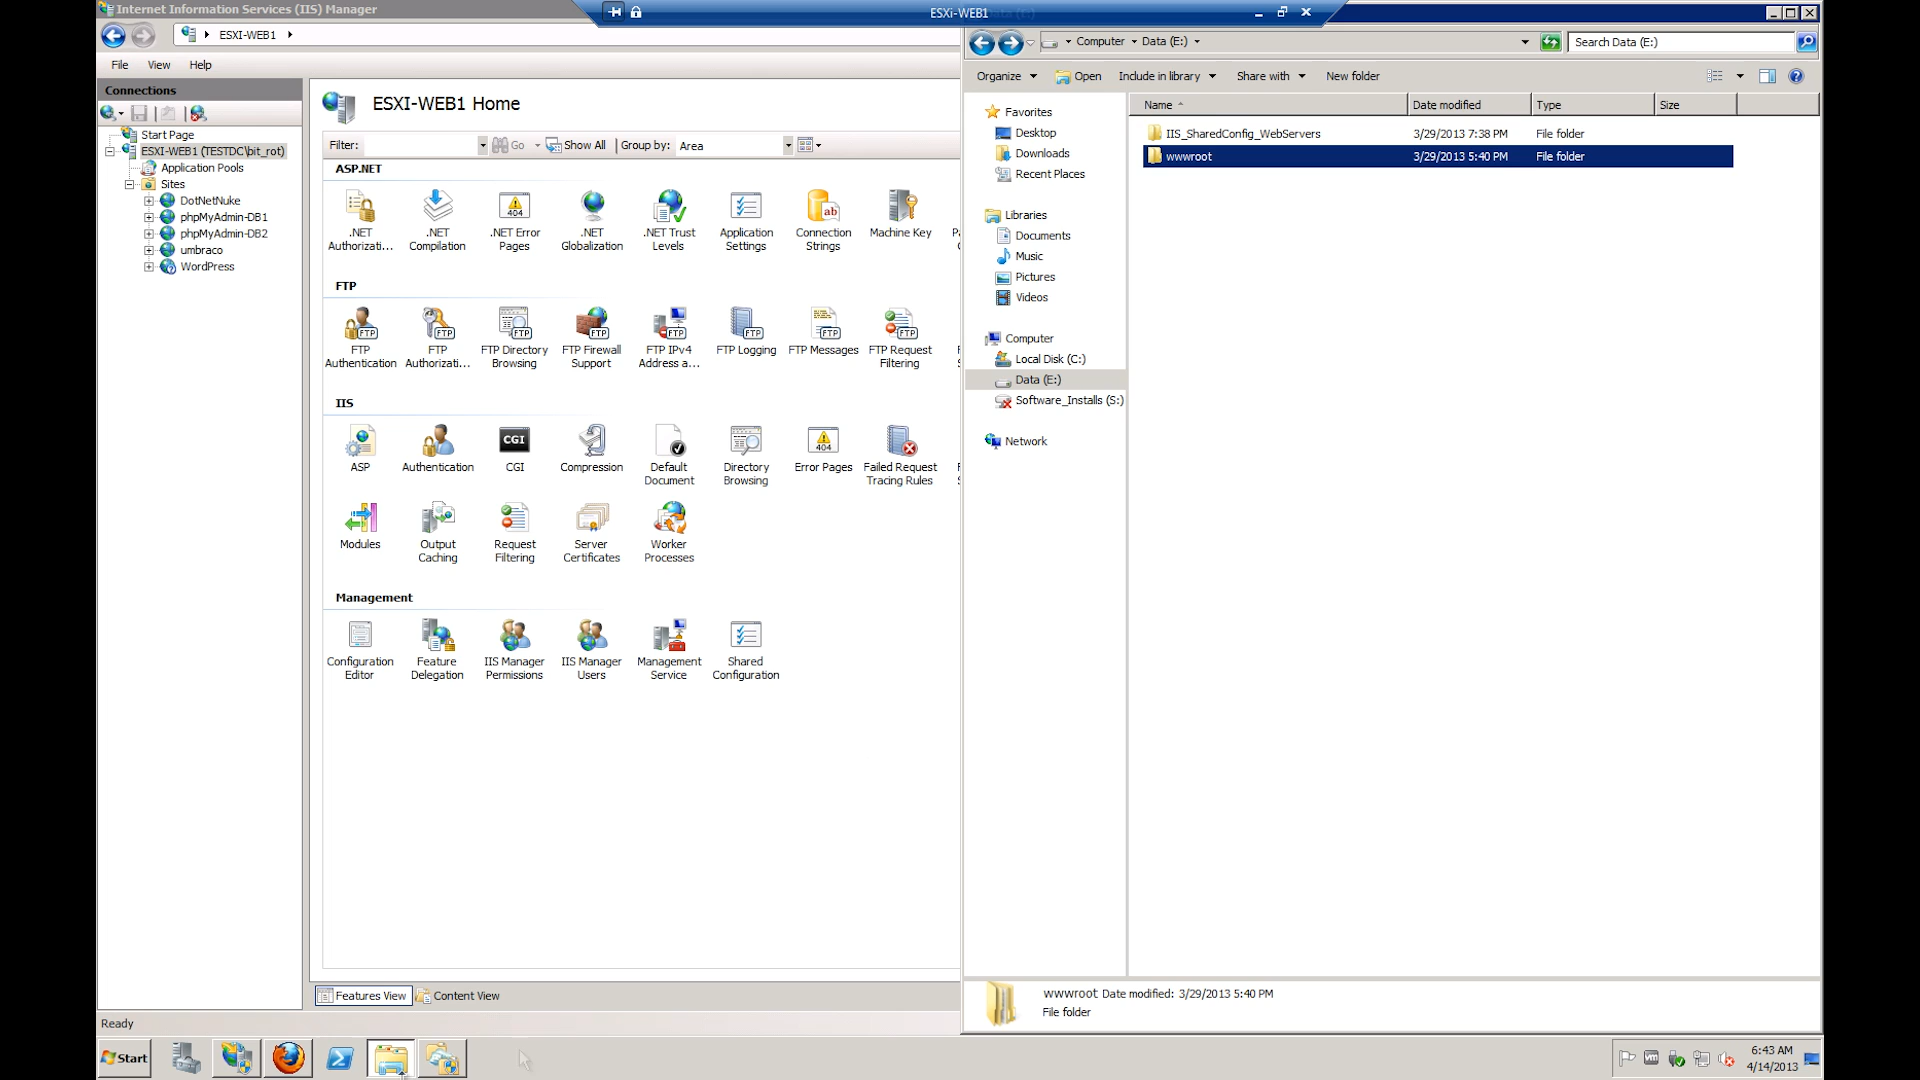 Internet Information Services (IIS) Manager
ESXi-WEB1
ESXI-WEB1
File View Help
Connections
Start Page
ESXI-WEB1 (TESTDC\bit_rot)
Application Pools
Sites
DotNetNuke
phpMyAdmin-DB1
phpMyAdmin-DB2
umbraco
WordPress
ESXI-WEB1 Home
Filter: Go Show All Group by: Area
ASP.NET
.NET Authorizati...
.NET Compilation
.NET Error Pages
.NET Globalization
.NET Trust Levels
Application Settings
Connection Strings
Machine Key
FTP
FTP Authentication
FTP Authorizati...
FTP Directory Browsing
FTP Firewall Support
FTP IPv4 Address a...
FTP Logging
FTP Messages
FTP Request Filtering
IIS
ASP
Authentication
CGI
Compression
Default Document
Directory Browsing
Error Pages
Failed Request Tracing Rules
Modules
Output Caching
Request Filtering
Server Certificates
Worker Processes
Management
Configuration Editor
Feature Delegation
IIS Manager Permissions
IIS Manager Users
Management Service
Shared Configuration
Features View Content View
Ready
Computer Data (E:) Search Data (E:)
Organize Open Include in library Share with New folder
Favorites
Desktop
Downloads
Recent Places
Libraries
Documents
Music
Pictures
Videos
Computer
Local Disk (C:)
Data (E:)
Software_Installs (S:)
Network
Name Date modified Type Size
IIS_SharedConfig_WebServers 3/29/2013 7:38 PM File folder
wwwroot 3/29/2013 5:40 PM File folder
wwwroot Date modified: 3/29/2013 5:40 PM
File folder
Start
6:43 AM
4/14/2013